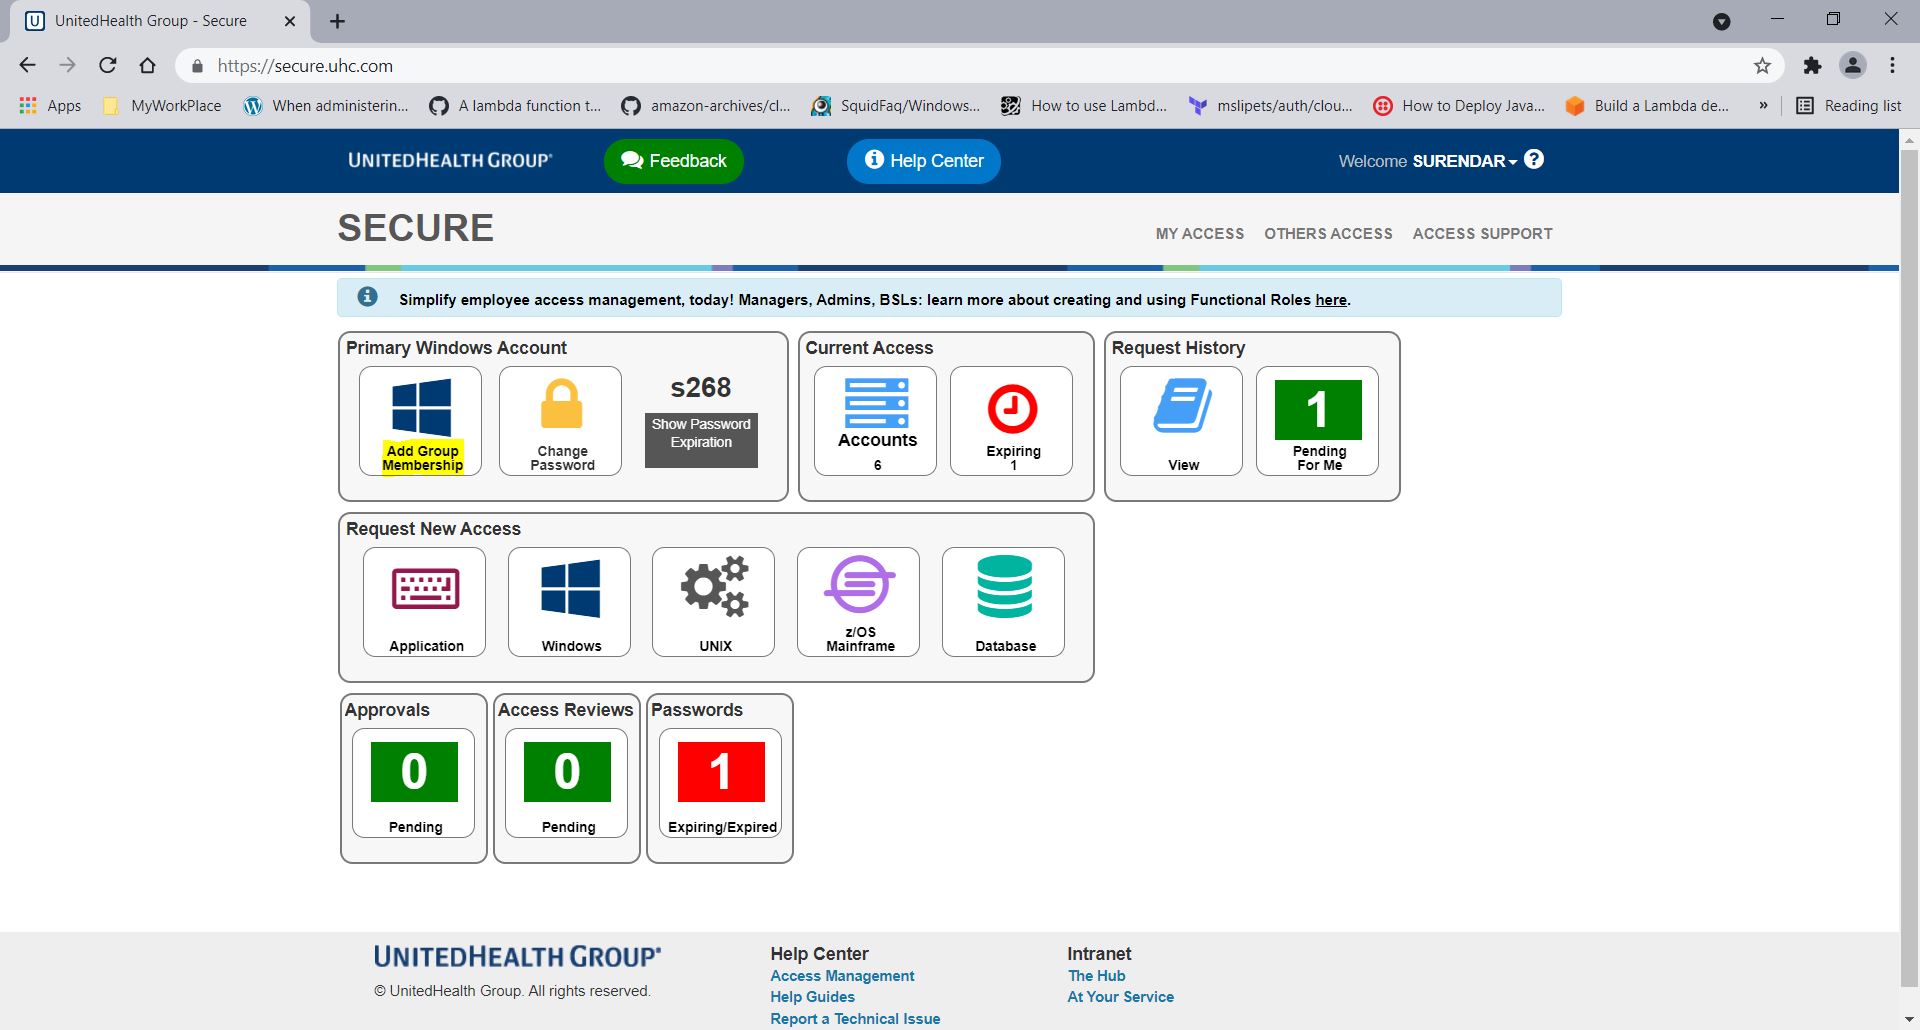 UnitedHealth Group - Secure
https://secure.uhc.com
Apps
MyWorkPlace
When administerin...
A lambda function t...
amazon-archives/cl...
SquidFaq/Windows...
How to use Lambd...
mslipets/auth/clou...
How to Deploy Java...
Build a Lambda de...
»
Reading list
UNITEDHEALTH GROUP®
Feedback
Help Center
Welcome SURENDAR
SECURE
MY ACCESS
OTHERS ACCESS
ACCESS SUPPORT
Simplify employee access management, today! Managers, Admins, BSLs: learn more about creating and using Functional Roles here.
Primary Windows Account
Add Group
Membership
Change
Password
s268
Show Password
Expiration
Current Access
Accounts
6
Expiring
1
Request History
View
1
Pending
For Me
Request New Access
Application
Windows
UNIX
z/OS
Mainframe
Database
Approvals
0
Pending
Access Reviews
0
Pending
Passwords
1
Expiring/Expired
UNITEDHEALTH GROUP®
© UnitedHealth Group. All rights reserved.
Help Center
Access Management
Help Guides
Report a Technical Issue
Intranet
The Hub
At Your Service